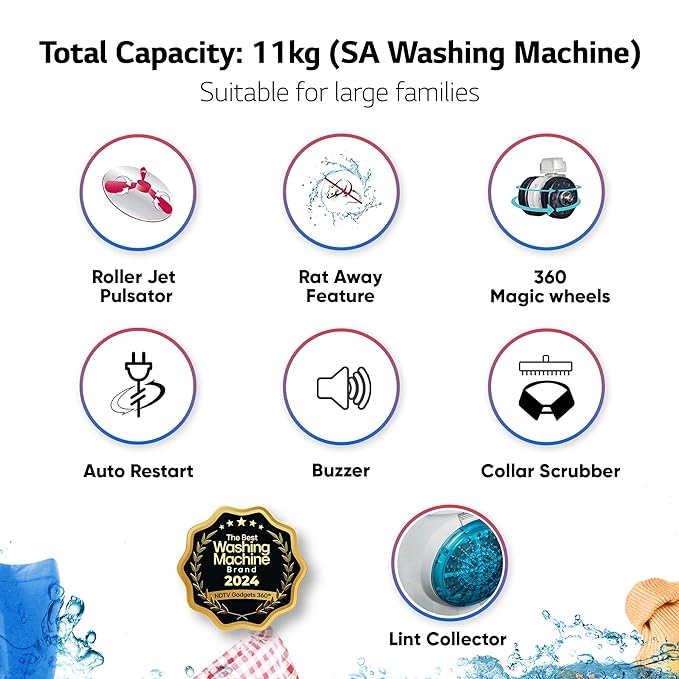 Total Capacity: 11kg (SA Washing Machine)
Suitable for large families
Roller Jet
Pulsator
Rat Away
Feature
360
Magic wheels
Auto Restart
Buzzer
Collar Scrubber
The Best
Washing
Machine
Brand
2024
NDTV Gadgets 360°
Lint Collector